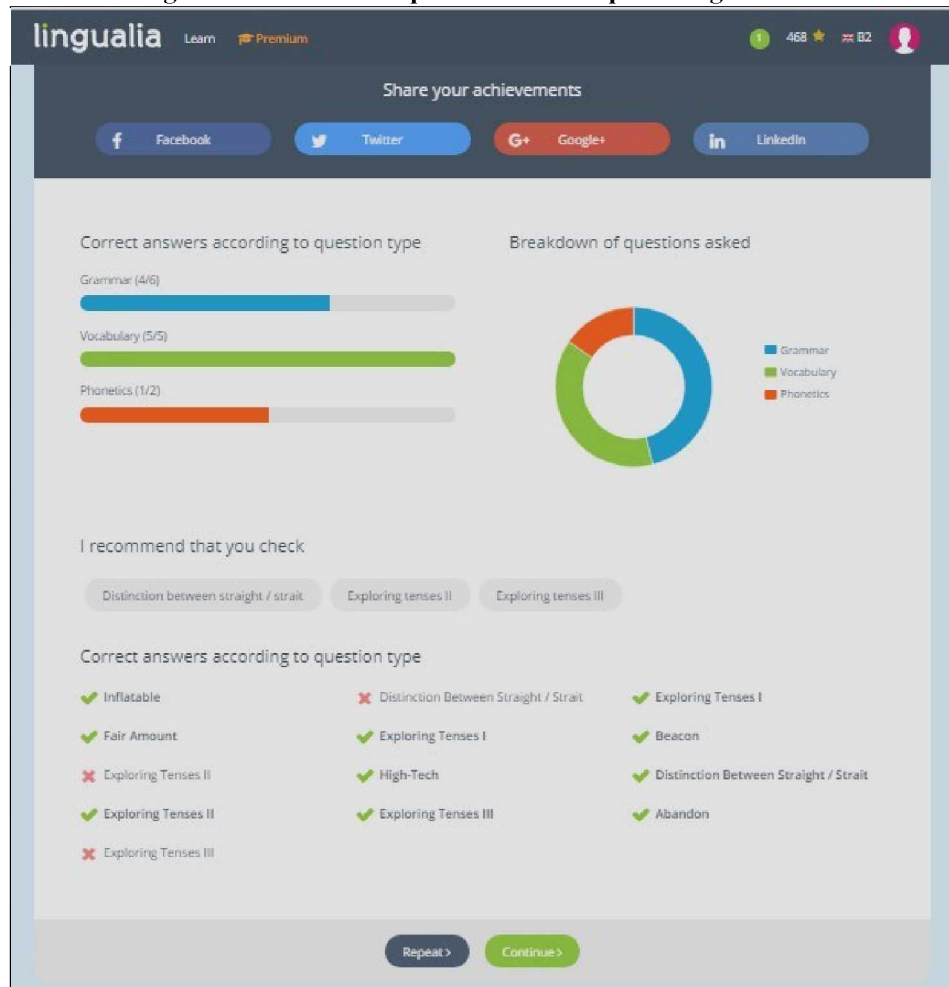 lingualia Learn Premium 1 468 B2
Share your achievements
f Facebook Twitter G+ Google+ in LinkedIn
Correct answers according to question type
Grammar (4/6)
Vocabulary (5/5)
Phonetics (1/2)
Breakdown of questions asked
Grammar
Vocabulary
Phonetics
I recommend that you check
Distinction between straight / strait Exploring tenses II Exploring tenses III
Correct answers according to question type
Inflatable Distinction Between Straight / Strait Exploring Tenses I
Fair Amount Exploring Tenses I Beacon
Exploring Tenses II High-Tech Distinction Between Straight / Strait
Exploring Tenses II Exploring Tenses III Abandon
Exploring Tenses III
Repeat > Continue >